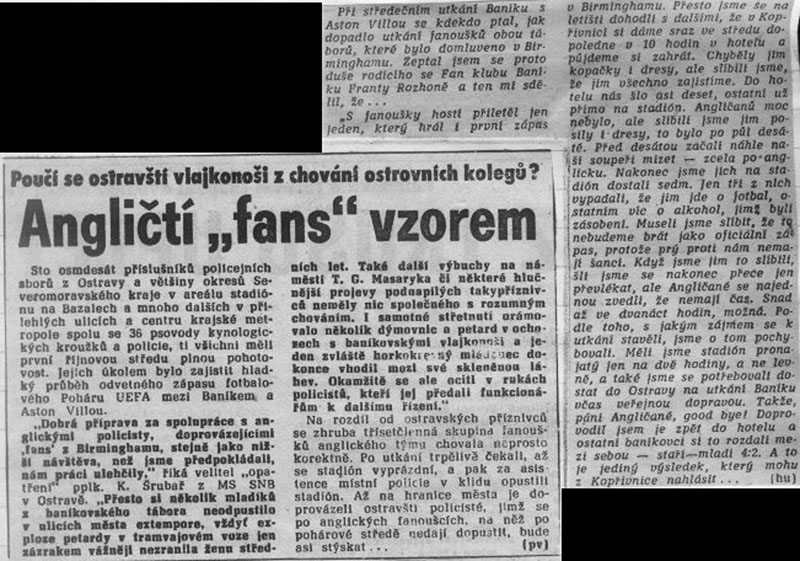 Při středečním utkání Baníku s
Aston Villou se kdekdo ptal, jak
dopadlo utkání fanoušků obou tá-
borů, které bylo domluveno v Bir-
minghamu. Zeptal jsem se proto
duše rodícího se Fan klubu Baní-
ku Franty Rozhoně a ten mi sdě-
lil, že . . .
„S fanoušky hostí přiletěl jen
jeden, který hrál i první zápas
v Birminghamu. Přesto jsme se na
letišti dohodli s dalšími, že v Kop-
řivnici si dáme sraz ve středu do-
poledne v 10 hodin v hotelu a
půjdeme si zahrát. Chyběly jim
kopačky i dresy, ale slíbili jsme,
že jim všechno zajistíme. Do ho-
telu nás šlo asi deset, ostatní už
přímo na stadión. Angličanů moc
nebylo, ale slíbili jsme jim po-
sily i dresy, to bylo po půl desá-
té. Před desátou začali náhle na-
ši soupeři mizet — zcela po-ang-
licku. Nakonec jsme jich na sta-
dión dostali sedm. Jen tři z nich
vypadali, že jim jde o fotbal, o-
statním víc o alkohol, jímž byli
zásobeni. Museli jsme slíbit, že to
nebudeme brát jako oficiální zá-
pas, protože prý proti nám nema-
jí šanci. Když jsme jim to slíbili,
šli jsme se nakonec přece jen
převlékat, ale Angličané se najed-
nou zvedli, že nemají čas. Snad
až ve dvanáct hodin, možná. Po-
dle toho, s jakým zájmem se k
utkání stavěli, jsme o tom pochy-
bovali. Měli jsme stadión prona-
jatý jen na dvě hodiny, a ne lev-
ně, a také jsme se potřebovali do-
stat do Ostravy na utkání Baníku
včas veřejnou dopravou. Takže,
páni Angličané, good bye! Dopro-
vodil jsem je zpět do hotelu a
ostatní baníkovci si to rozdali me-
zi sebou — staří—mladí 4:2. A to
je jediný výsledek, který mohu
z Kopřivnice nahlásit . . . (hu)
Poučí se ostravští vlajkonoši z chování ostrovních kolegů?
Angličtí „fans“ vzorem
Sto osmdesát příslušníků policejních
sborů z Ostravy a většiny okresů Se-
veromoravského kraje v areálu stadió-
nu na Bazalech a mnoho dalších v při-
lehlých ulicích a centru krajské met-
ropole spolu se 36 psovody kynologic-
kých kroužků a policie, ti všichni měli
první říjnovou středu plnou pohoto-
vost. Jejich úkolem bylo zajistit hlad-
ký průběh odvetného zápasu fotbalo-
vého Poháru UEFA mezi Baníkem a
Aston Villou.
„Dobrá příprava za spolupráce s an-
glickými policisty, doprovázejícími
‚fans‘ z Birminghamu, stejně jako niž-
ší návštěva, než jsme předpokládali,
nám práci ulehčily,“ říká velitel „opa-
tření“ pplk. K. Šrubař z MS SNB
v Ostravě. „Přesto si několik mladíků
z baníkovského tábora neodpustilo
v ulicích města extempore, vždyť ex-
ploze petardy v tramvajovém voze jen
zázrakem vážněji nezranila ženu střed-
ních let. Také další výbuchy na ná-
městí T. G. Masaryka či některé hluč-
nější projevy podnapilých takypřízniv-
ců neměly nic společného s rozumným
chováním. I samotné střetnutí orámo-
valo několik dýmovnic a petard v ocho-
zech s baníkovskými vlajkonoši a je-
den zvláště horkokrevný mládenec do-
konce vhodil mezi své skleněnou lá-
hev. Okamžitě se ale ocitl v rukách
policistů, kteří jej předali funkcioná-
řům k dalšímu řízení.“
Na rozdíl od ostravských příznivců
se zhruba třísetčlenná skupina fanouš-
ků anglického týmu chovala naprosto
korektně. Po utkání trpělivě čekali, až
se stadión vyprázdní, a pak za asis-
tence místní policie v klidu opustili
stadión. Až na hranice města je do-
provázeli ostravští policisté, jimž se
po anglických fanoušcích, na něž po
pohárové středě nedají dopustit, bude
asi stýskat . . . (pv)